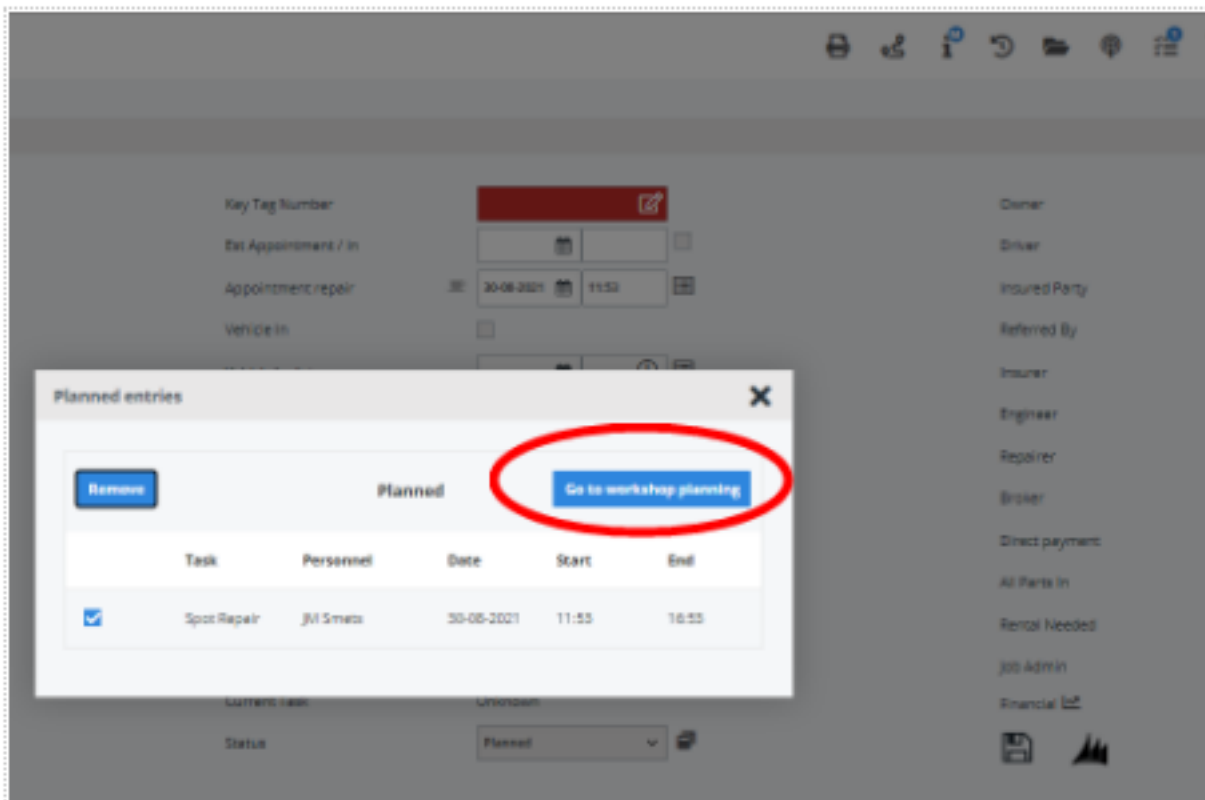 Key Tag Number
Owner
Est Appointment / In
Driver
Appointment repair
30-08-2021
11:53
Insured Party
Vehicle In
Referred By
Insurer
Planned entries
Engineer
Repairer
Remove
Planned
Go to workshop planning
Broker
Direct payment
Task
Personnel
Date
Start
End
All Parts In
Spot Repair
JM Smets
30-08-2021
11:53
16:53
Rental Needed
Job Admin
Current Task
Unknown
Financial
Status
Planned